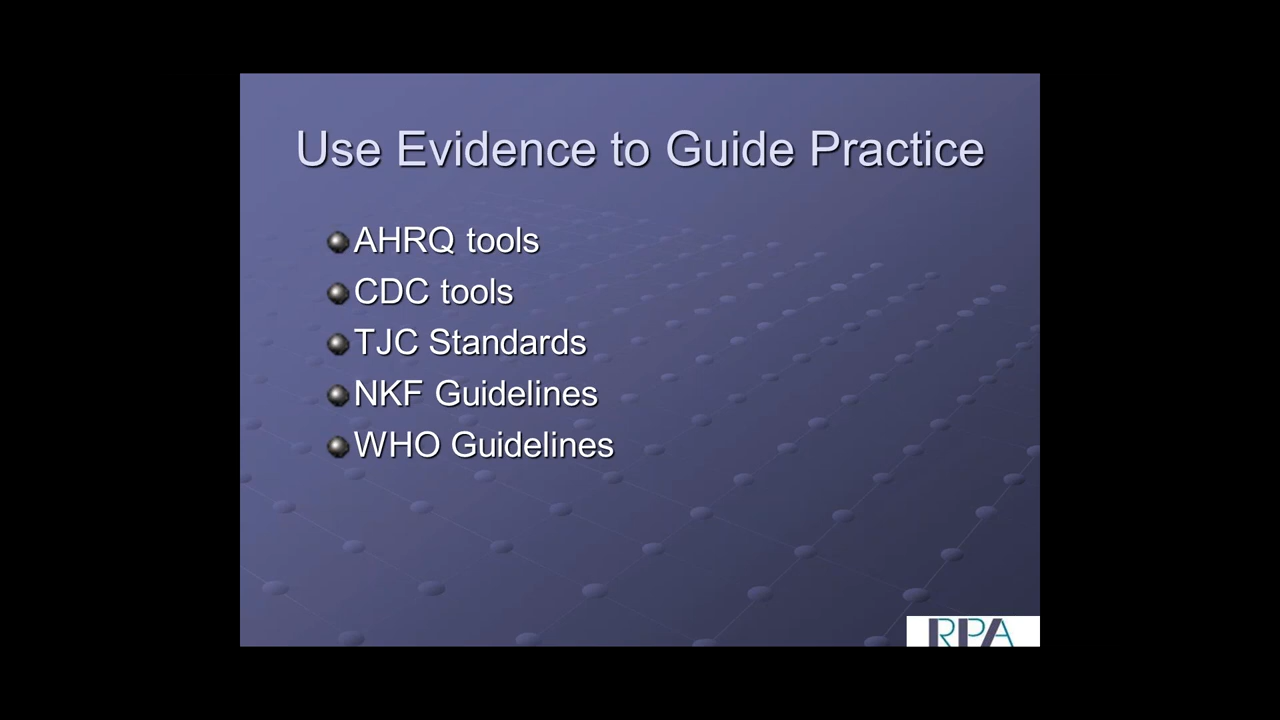 Use Evidence to Guide Practice
AHRQ tools
CDC tools
TJC Standards
NKF Guidelines
WHO Guidelines
RPA